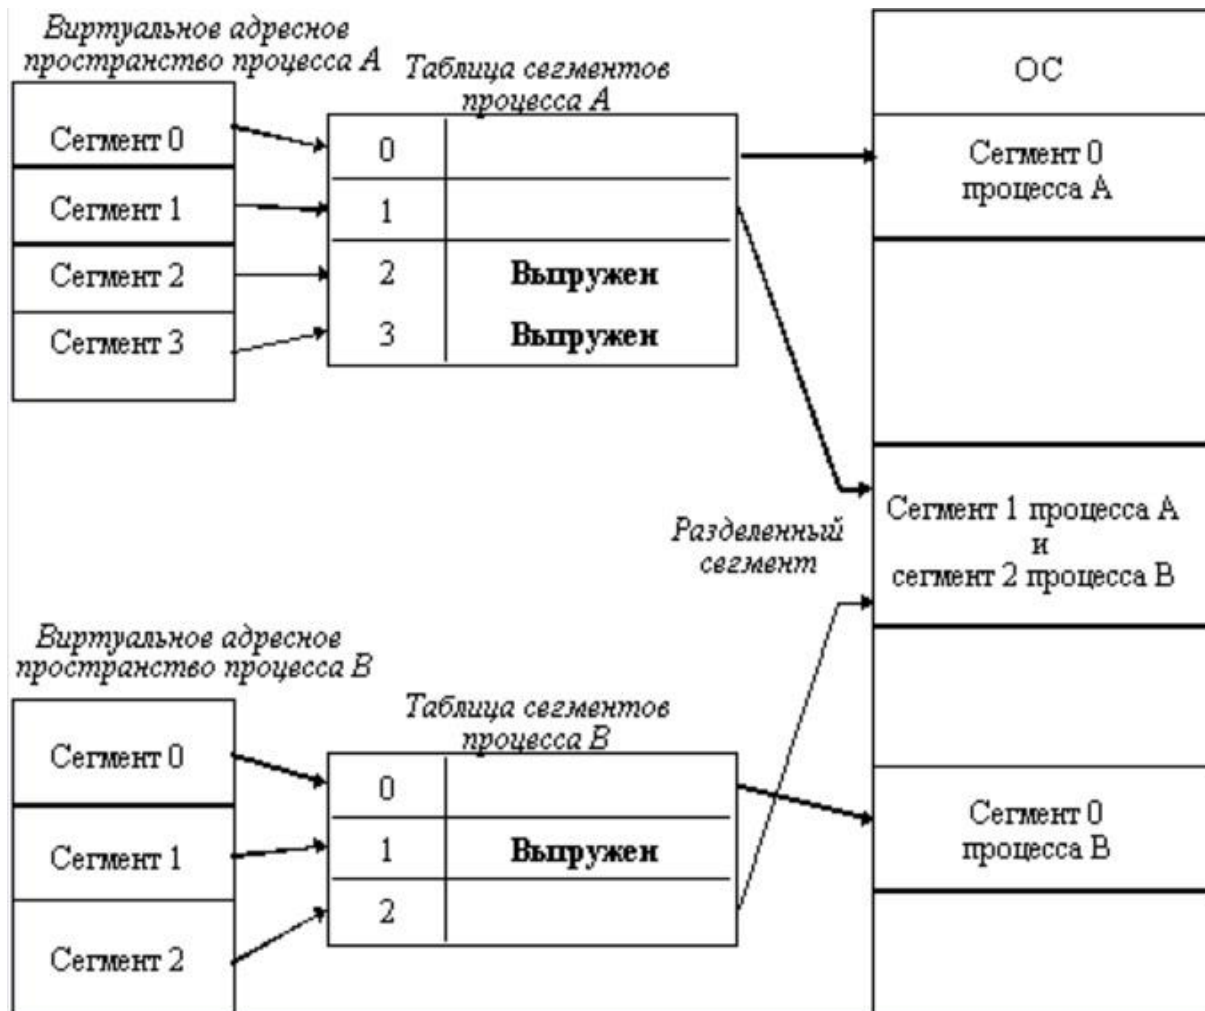 Виртуальное адресное
пространство процесса А
Сегмент 0
Сегмент 1
Сегмент 2
Сегмент 3
Таблица сегментов
процесса А
0
1
2 Выгружен
3 Выгружен
ОС
Сегмент 0
процесса А
Сегмент 1 процесса А
и
сегмент 2 процесса В
Разделенный
сегмент
Виртуальное адресное
пространство процесса В
Сегмент 0
Сегмент 1
Сегмент 2
Таблица сегментов
процесса В
0
1 Выгружен
2
Сегмент 0
процесса В